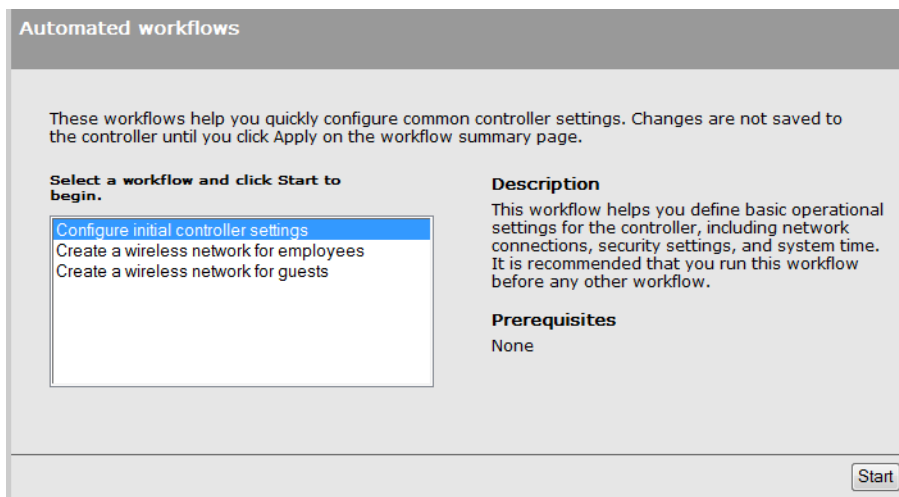 Automated workflows
These workflows help you quickly configure common controller settings. Changes are not saved to
the controller until you click Apply on the workflow summary page.
Select a workflow and click Start to
begin.
Configure initial controller settings
Create a wireless network for employees
Create a wireless network for guests
Description
This workflow helps you define basic operational
settings for the controller, including network
connections, security settings, and system time.
It is recommended that you run this workflow
before any other workflow.
Prerequisites
None
Start